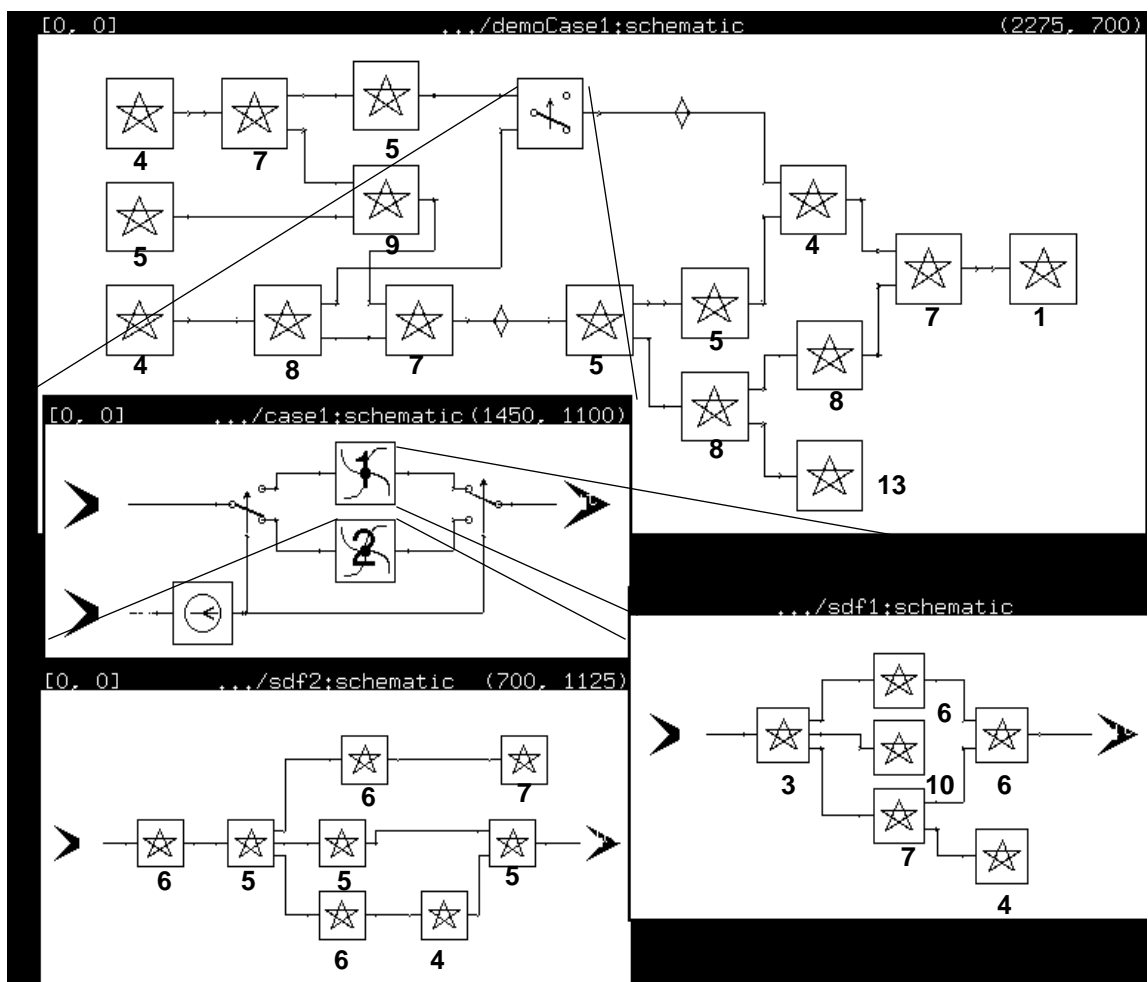 [0, 0] .../demoCase1:schematic (2275, 700)
4 7 5
5 9 4
7 1
4 8 7 5 5
8
8
13
[0, 0] .../case1:schematic (1450, 1100)
1
2
.../sdf1:schematic
6
3 10 6
7
4
[0, 0] .../sdf2:schematic (700, 1125)
6 7
6 5 5 5
6 4